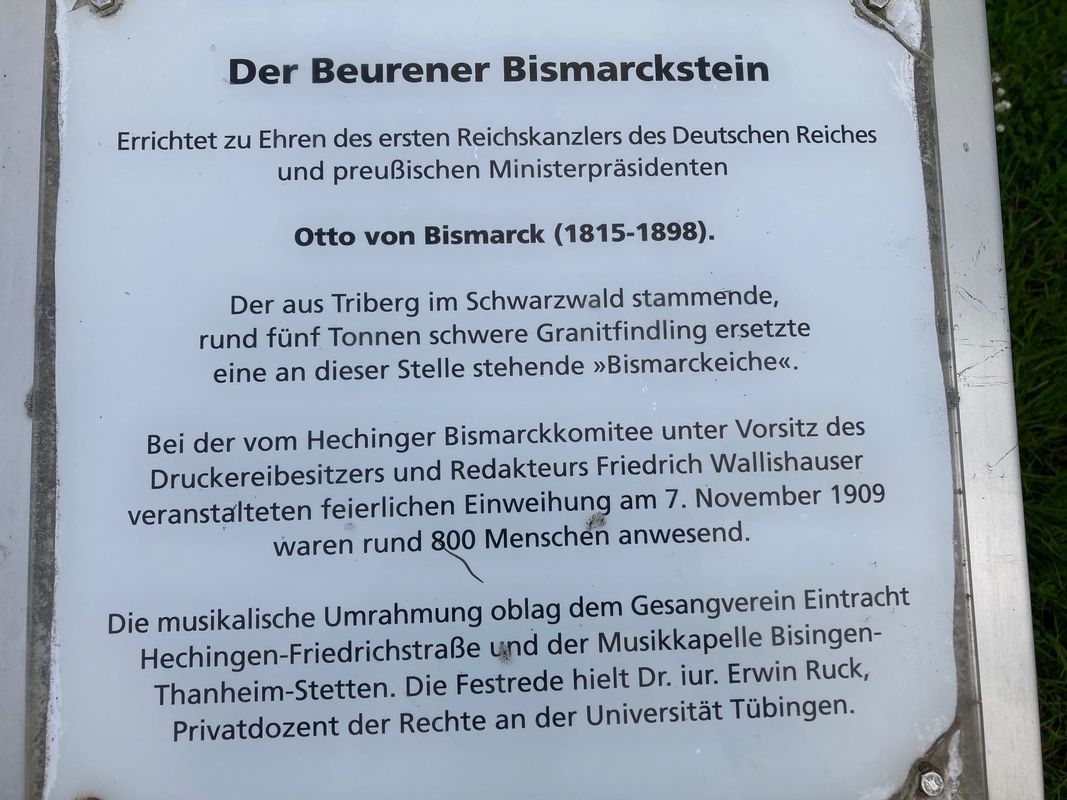 Der Beurener Bismarckstein
Errichtet zu Ehren des ersten Reichskanzlers des Deutschen Reiches
und preußischen Ministerpräsidenten
Otto von Bismarck (1815-1898).
Der aus Triberg im Schwarzwald stammende,
rund fünf Tonnen schwere Granitfindling ersetzte
eine an dieser Stelle stehende »Bismarckeiche«.
Bei der vom Hechinger Bismarckkomitee unter Vorsitz des
Druckereibesitzers und Redakteurs Friedrich Wallishauser
veranstalteten feierlichen Einweihung am 7. November 1909
waren rund 800 Menschen anwesend.
Die musikalische Umrahmung oblag dem Gesangverein Eintracht
Hechingen-Friedrichstraße und der Musikkapelle Bisingen-
Thanheim-Stetten. Die Festrede hielt Dr. iur. Erwin Ruck,
Privatdozent der Rechte an der Universität Tübingen.